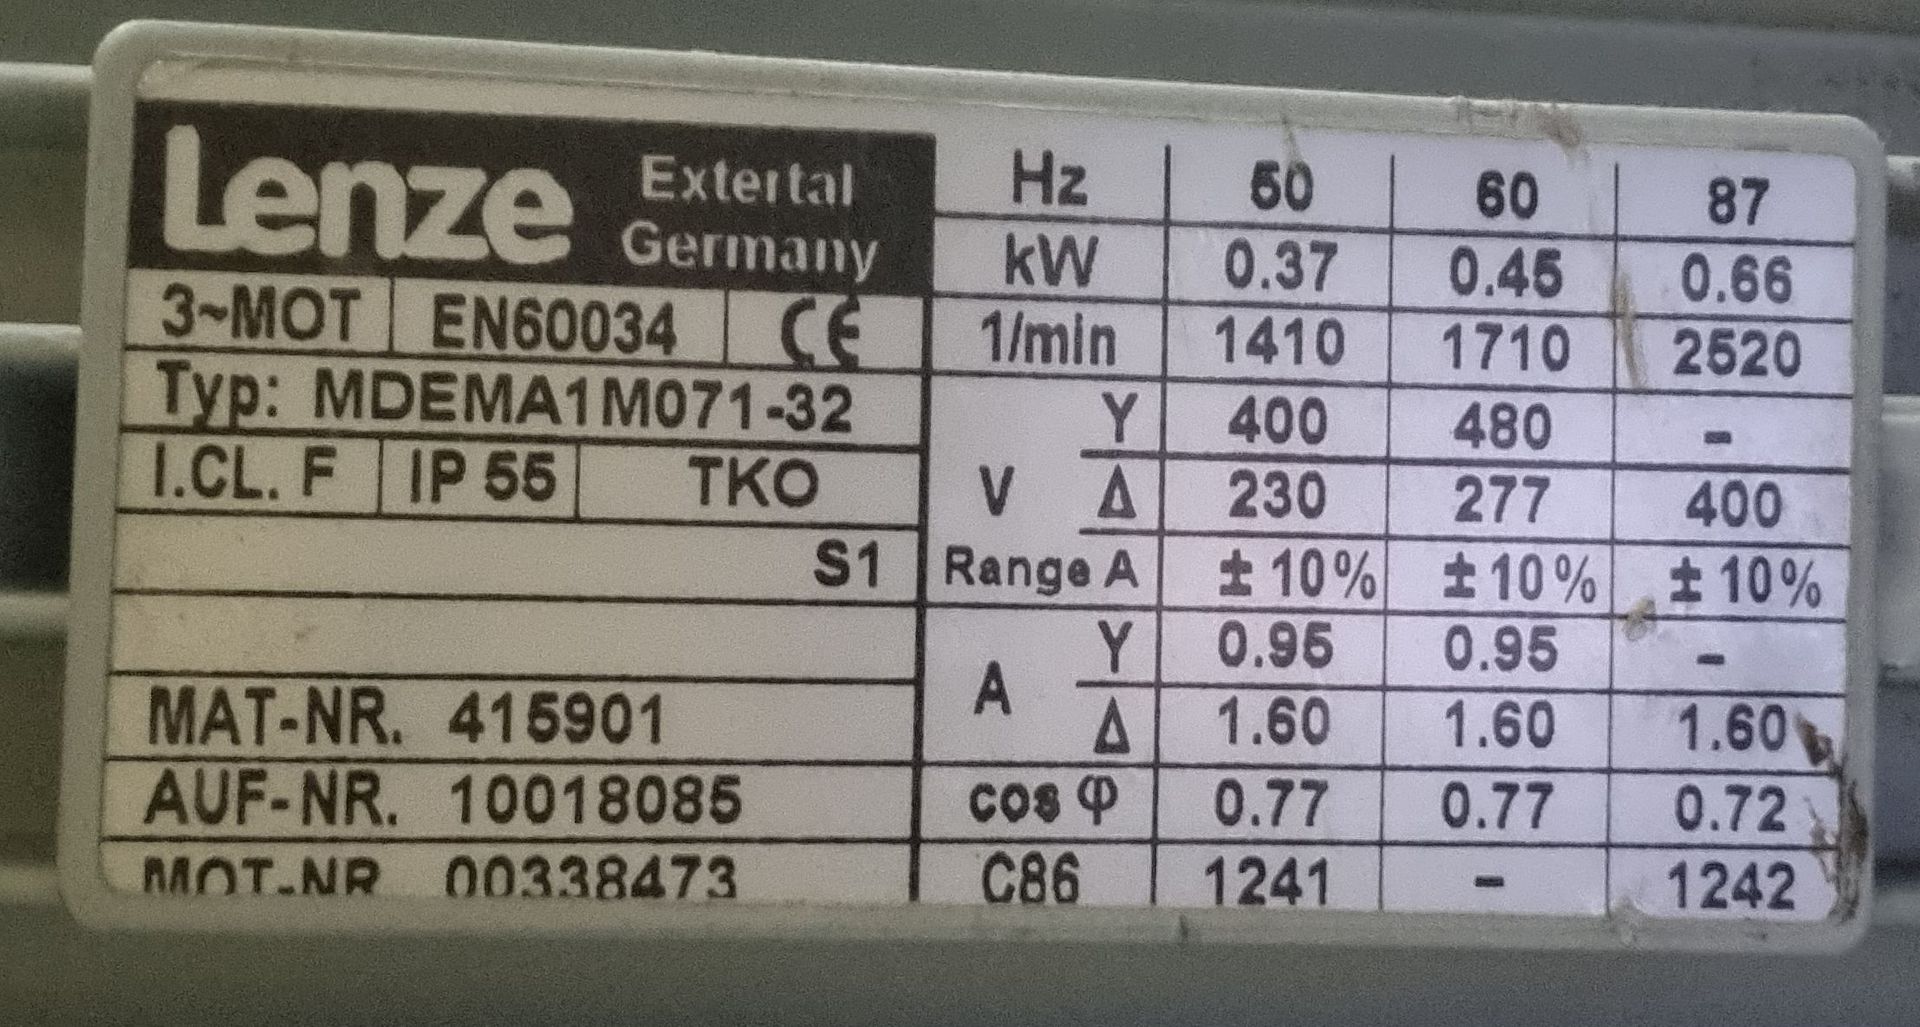 Lenze Extertal
Germany
3~MOT EN60034 CE
Typ: MDEMA1M071-32
I.CL. F IP 55 TKO
S1
MAT-NR. 415901
AUF-NR. 10018085
MOT-NR 00338473
Hz 50 60 87
kW 0.37 0.45 0.66
1/min 1410 1710 2520
V Y 400 480 -
Δ 230 277 400
Range A ± 10% ± 10% ± 10%
A Y 0.95 0.95 -
Δ 1.60 1.60 1.60
cos φ 0.77 0.77 0.72
C86 1241 - 1242